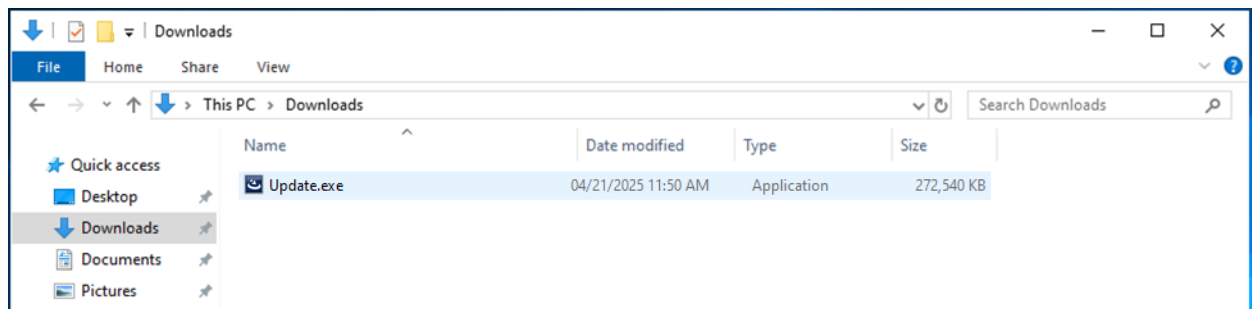 Downloads
File Home Share View
This PC > Downloads Search Downloads
Name Date modified Type Size
Quick access
Update.exe 04/21/2025 11:50 AM Application 272,540 KB
Desktop
Downloads
Documents
Pictures